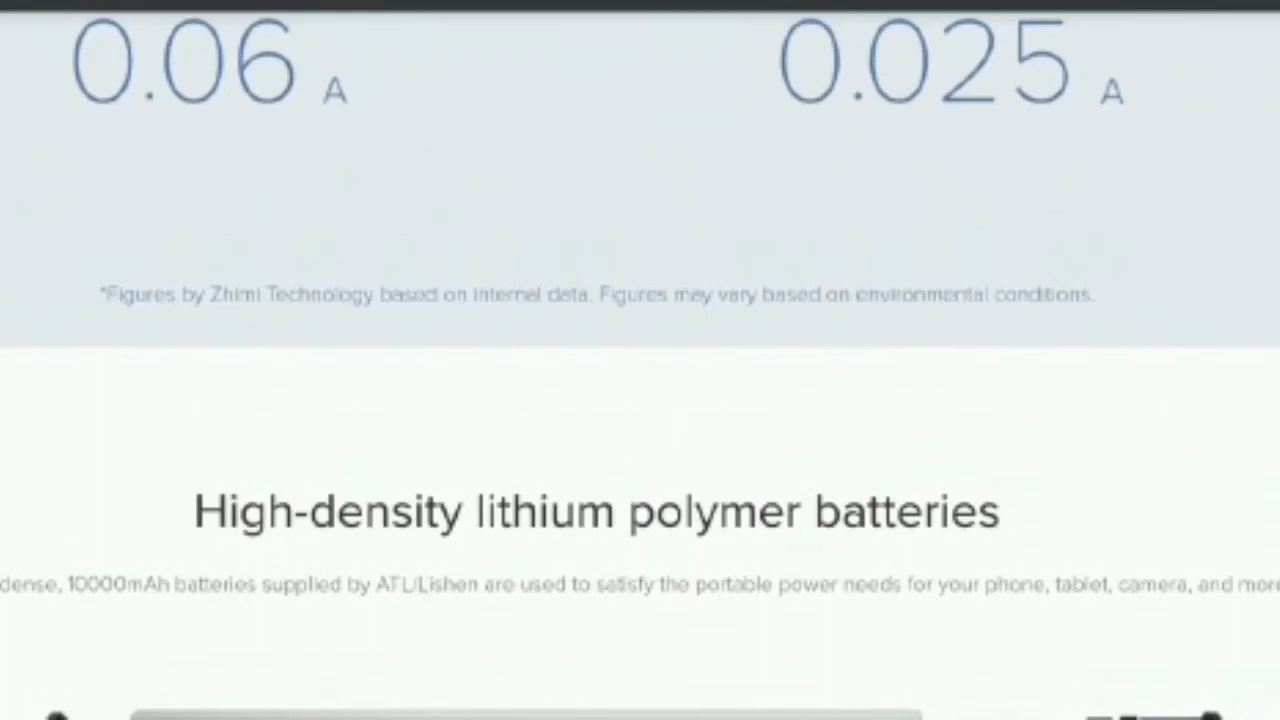 0.06 A 0.025 A
*Figures by Zhimi Technology based on internal data. Figures may vary based on environmental conditions.
High-density lithium polymer batteries
dense, 10000mAh batteries supplied by ATL/Lishen are used to satisfy the portable power needs for your phone, tablet, camera, and more